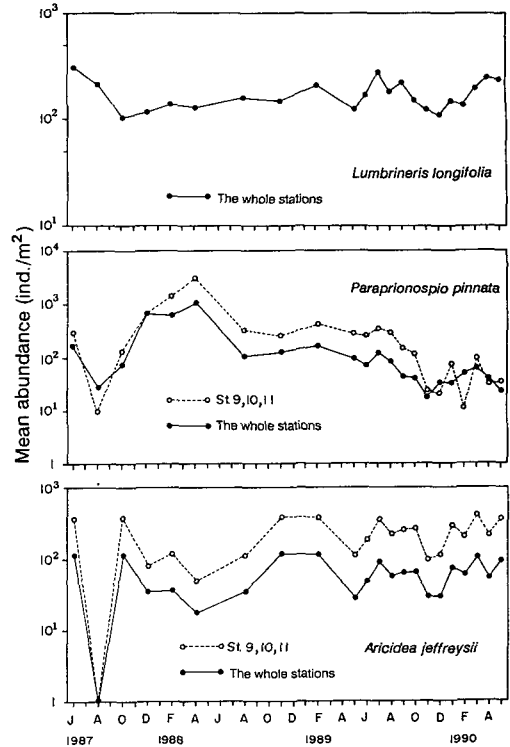 Mean abundance (ind./m²)
10³
10²
10¹
Lumbrineris longifolia
The whole stations
10⁴
10³
10²
10¹
1
Paraprionospio pinnata
St. 9, 10, 11
The whole stations
10³
10²
10¹
1
St. 9, 10, 11
The whole stations
Aricidea jeffreysii
J A O D F A J A O D F A J A O D F A
1987 1988 1989 1990